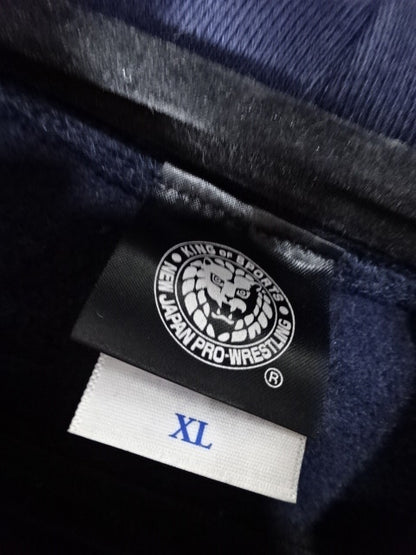 KING OF SPORTS
NEW JAPAN PRO-WRESTLING
®
XL